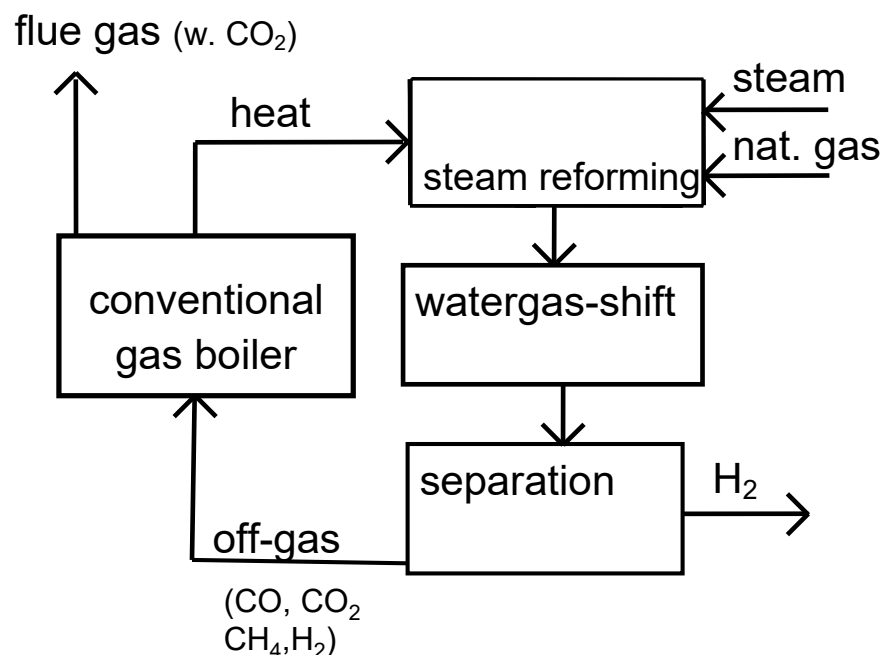 flue gas (w. CO₂)
steam
heat
nat. gas
steam reforming
conventional
gas boiler
watergas-shift
separation
H₂
off-gas
(CO, CO₂
CH₄,H₂)